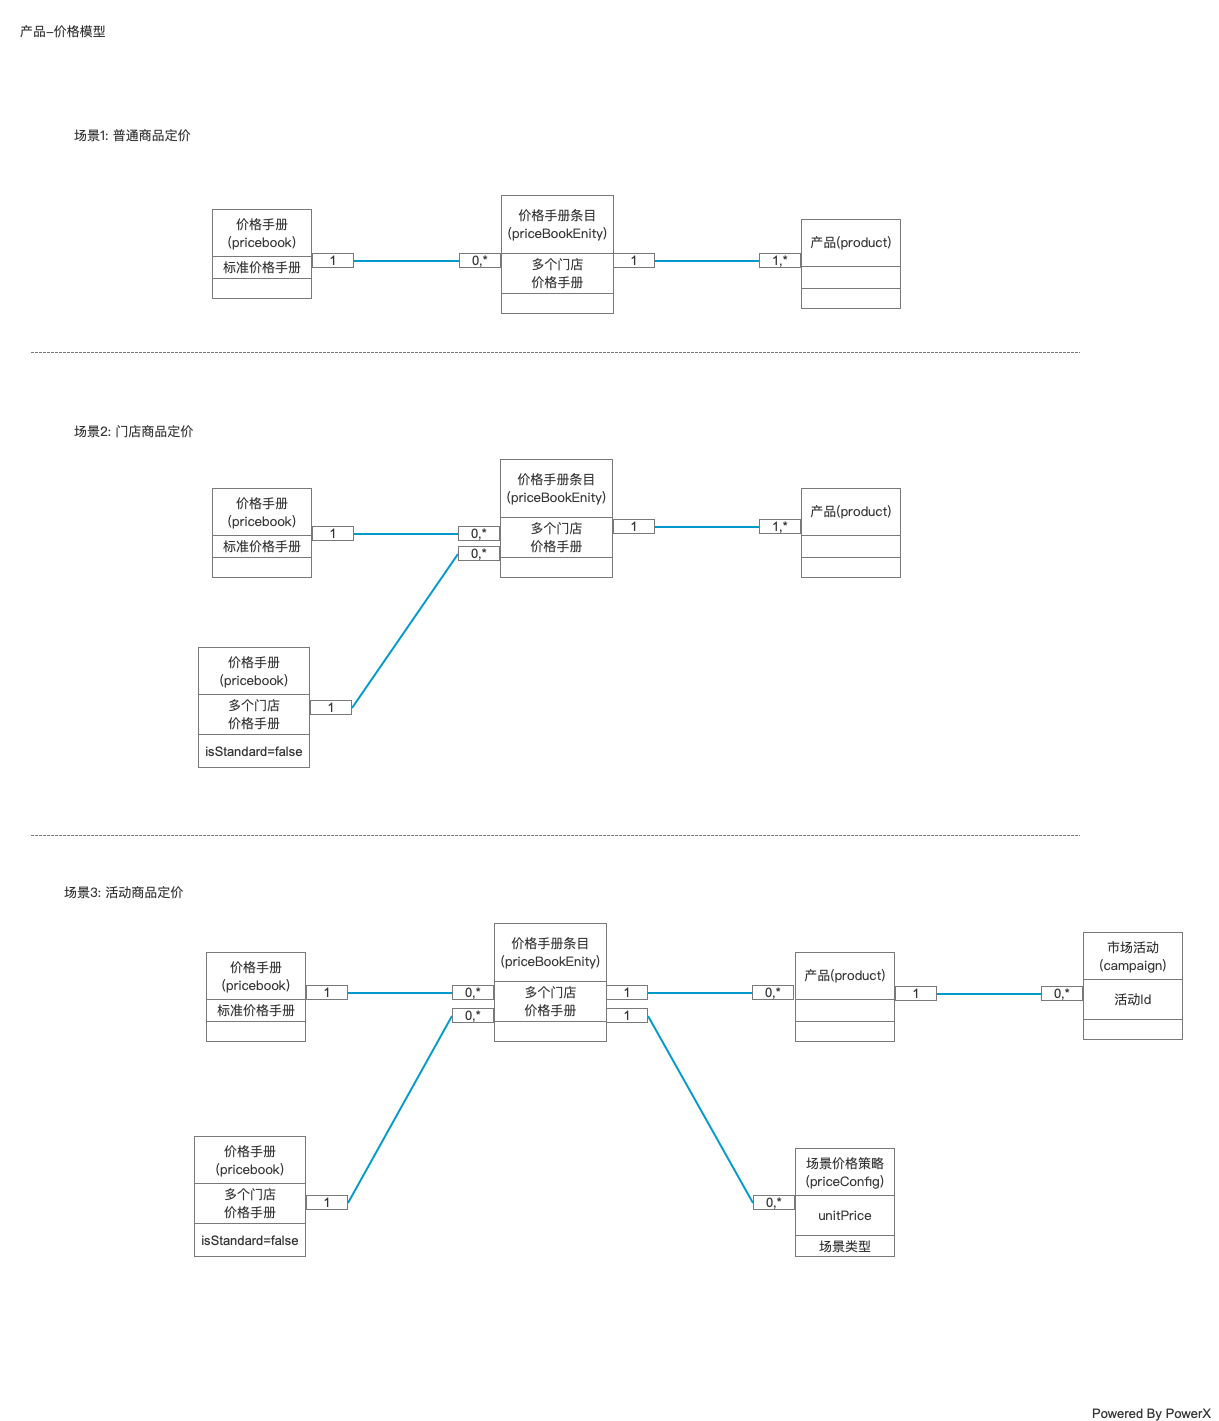 产品-价格模型
场景1: 普通商品定价
价格手册
(pricebook)
标准价格手册
1
0,*
价格手册条目
(priceBookEnity)
多个门店
价格手册
1
1,*
产品(product)
场景2: 门店商品定价
价格手册
(pricebook)
标准价格手册
1
0,*
0,*
价格手册条目
(priceBookEnity)
多个门店
价格手册
1
1,*
产品(product)
价格手册
(pricebook)
多个门店
价格手册
isStandard=false
1
场景3: 活动商品定价
价格手册
(pricebook)
标准价格手册
1
0,*
0,*
价格手册条目
(priceBookEnity)
多个门店
价格手册
1
1
0,*
产品(product)
1
0,*
市场活动
(campaign)
活动Id
价格手册
(pricebook)
多个门店
价格手册
isStandard=false
1
0,*
场景价格策略
(priceConfig)
unitPrice
场景类型
Powered By PowerX